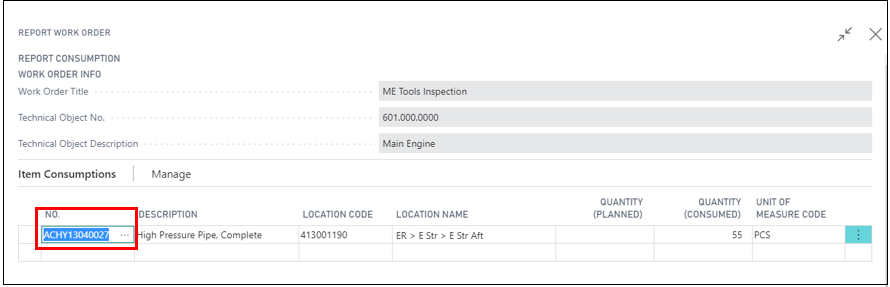 REPORT WORK ORDER
REPORT CONSUMPTION
WORK ORDER INFO
Work Order Title ME Tools Inspection
Technical Object No. 601.000.0000
Technical Object Description Main Engine
Item Consumptions Manage
QUANTITY QUANTITY UNIT OF
NO. DESCRIPTION LOCATION CODE LOCATION NAME (PLANNED) (CONSUMED) MEASURE CODE
ACHY13040027 ... High Pressure Pipe, Complete 413001190 ER > E Str > E Str Aft 55 PCS